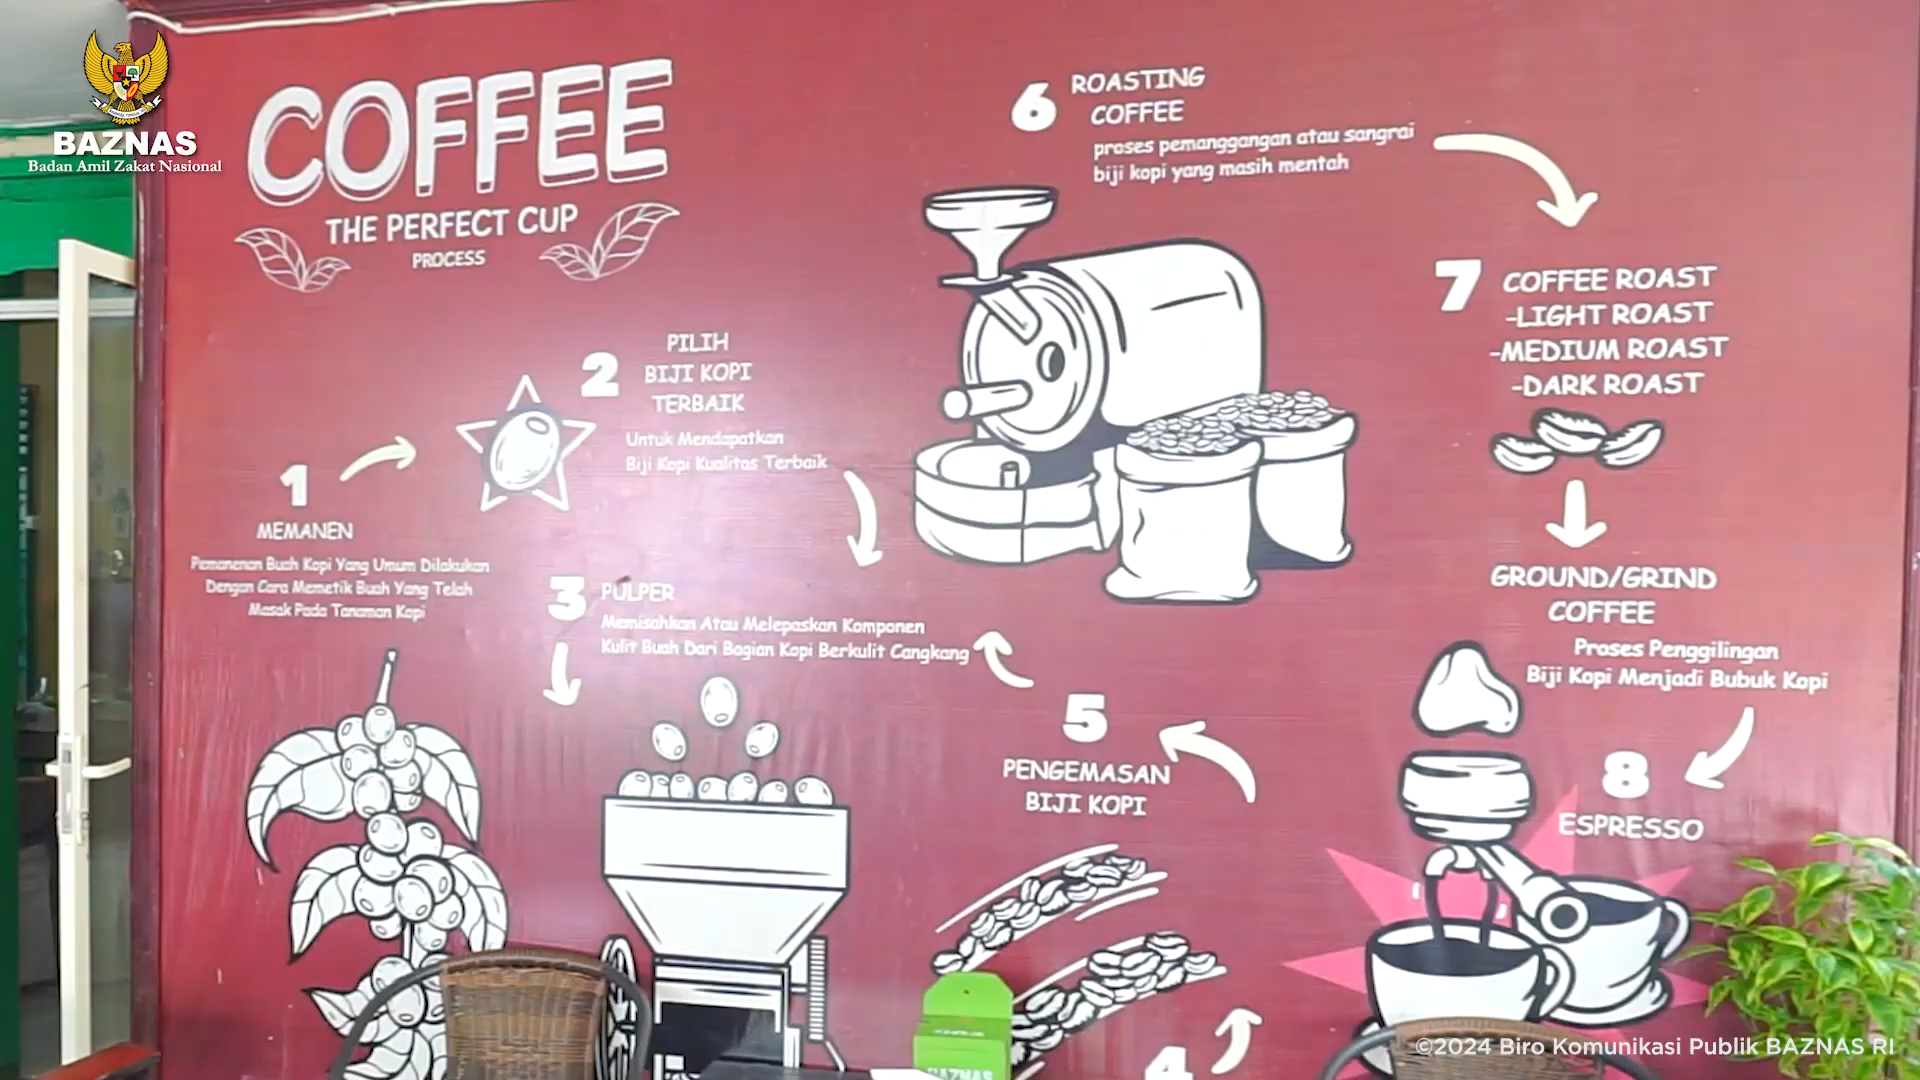 BAZNAS
Badan Amil Zakat Nasional
COFFEE
THE PERFECT CUP
PROCESS
1
MEMANEN
Pemanenan Buah Kopi Yang Umum Dilakukan
Dengan Cara Memetik Buah Yang Telah
Masak Pada Tanaman Kopi
2
PILIH
BIJI KOPI
TERBAIK
Untuk Mendapatkan
Biji Kopi Kualitas Terbaik
3
PULPER
Memisahkan Atau Melepaskan Komponen
Kulit Buah Dari Bagian Kopi Berkulit Cangkang
4
5
PENGEMASAN
BIJI KOPI
6
ROASTING
COFFEE
proses pemanggangan atau sangrai
biji kopi yang masih mentah
7
COFFEE ROAST
-LIGHT ROAST
-MEDIUM ROAST
-DARK ROAST
GROUND/GRIND
COFFEE
Proses Penggilingan
Biji Kopi Menjadi Bubuk Kopi
8
ESPRESSO
BAZNAS
©2024 Biro Komunikasi Publik BAZNAS RI